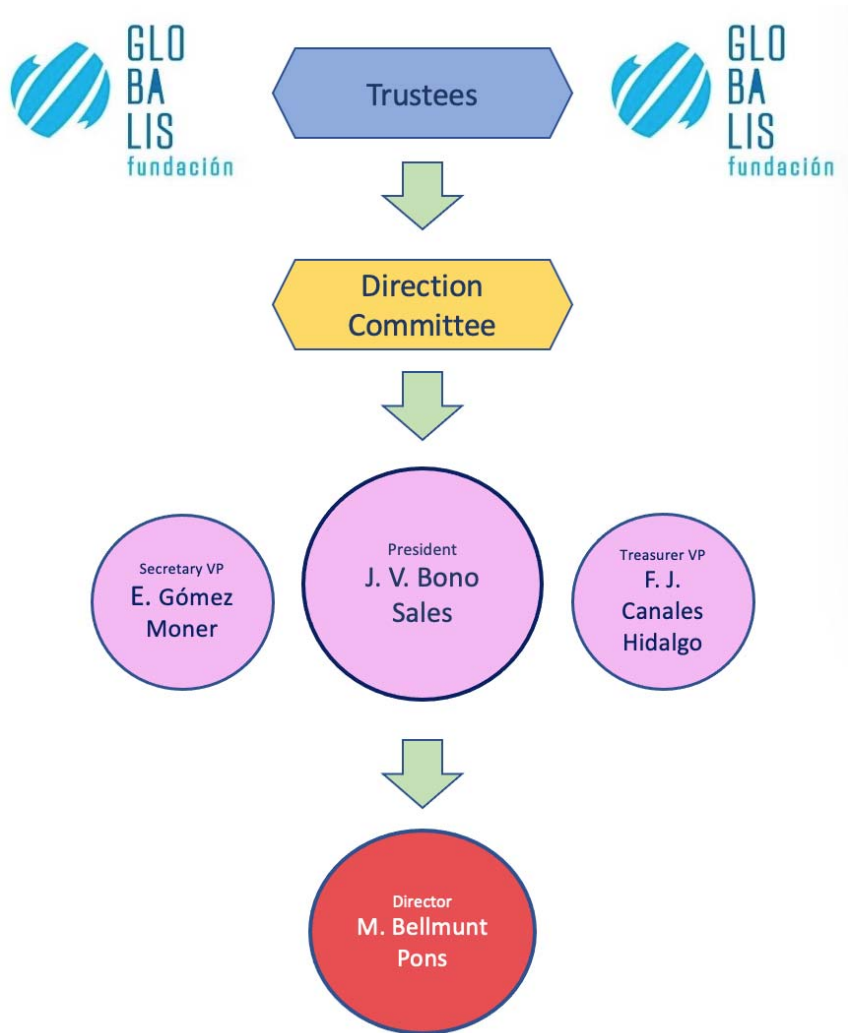 GLO
BA
LIS
fundación
Trustees
GLO
BA
LIS
fundación
Direction
Committee
Secretary VP
E. Gómez
Moner
President
J. V. Bono
Sales
Treasurer VP
F. J.
Canales
Hidalgo
Director
M. Bellmunt
Pons